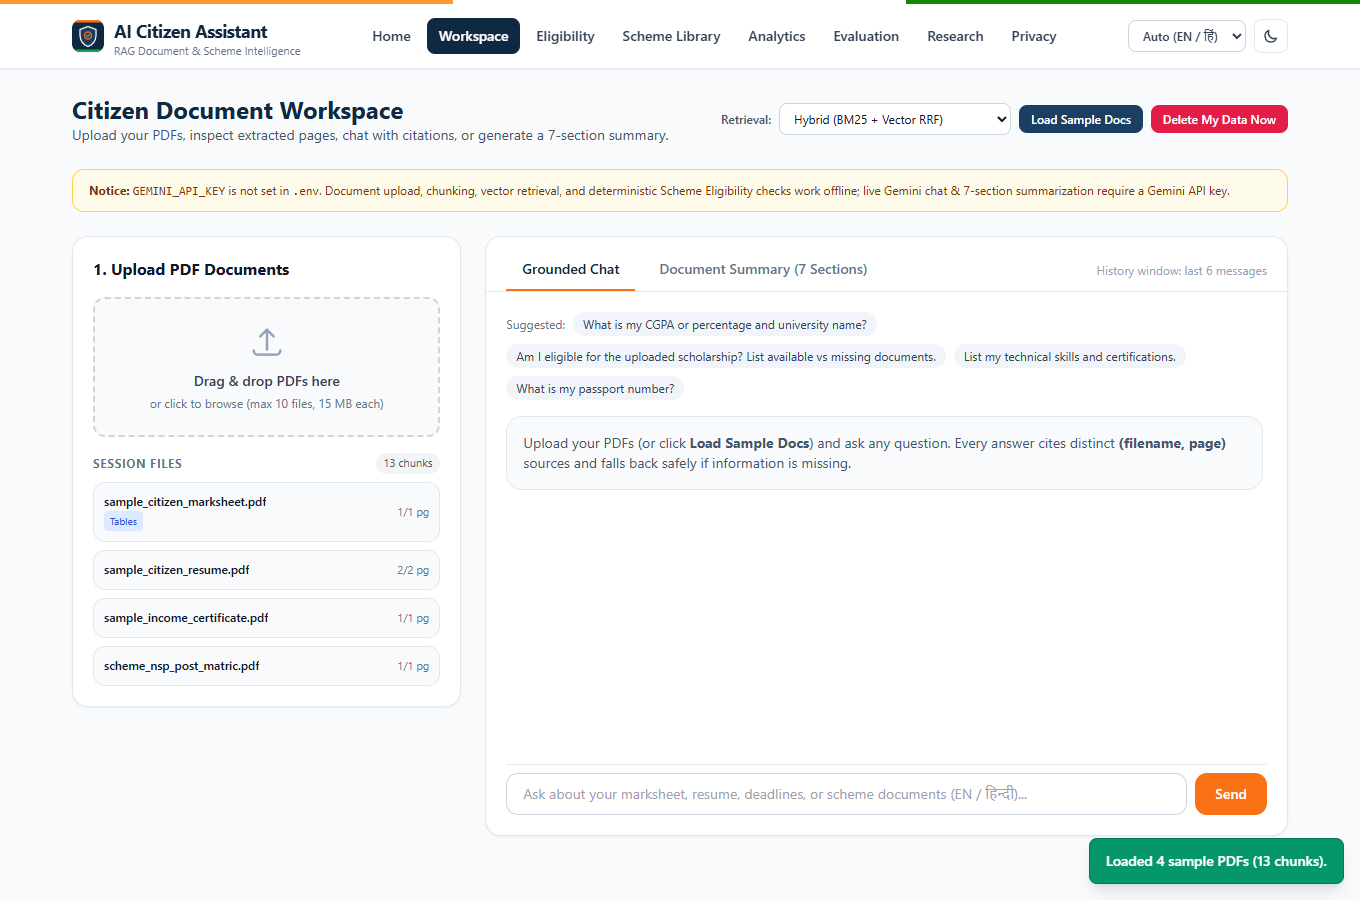 AI Citizen Assistant
RAG Document & Scheme Intelligence
Home
Workspace
Eligibility
Scheme Library
Analytics
Evaluation
Research
Privacy
Auto (EN / हिं)
Citizen Document Workspace
Upload your PDFs, inspect extracted pages, chat with citations, or generate a 7-section summary.
Retrieval:
Hybrid (BM25 + Vector RRF)
Load Sample Docs
Delete My Data Now
Notice: GEMINI_API_KEY is not set in .env. Document upload, chunking, vector retrieval, and deterministic Scheme Eligibility checks work offline; live Gemini chat & 7-section summarization require a Gemini API key.
1. Upload PDF Documents
Drag & drop PDFs here
or click to browse (max 10 files, 15 MB each)
SESSION FILES
13 chunks
sample_citizen_marksheet.pdf
Tables
1/1 pg
sample_citizen_resume.pdf
2/2 pg
sample_income_certificate.pdf
1/1 pg
scheme_nsp_post_matric.pdf
1/1 pg
Grounded Chat
Document Summary (7 Sections)
History window: last 6 messages
Suggested:
What is my CGPA or percentage and university name?
Am I eligible for the uploaded scholarship? List available vs missing documents.
List my technical skills and certifications.
What is my passport number?
Upload your PDFs (or click Load Sample Docs) and ask any question. Every answer cites distinct (filename, page)
sources and falls back safely if information is missing.
Ask about your marksheet, resume, deadlines, or scheme documents (EN / हिन्दी)...
Send
Loaded 4 sample PDFs (13 chunks).